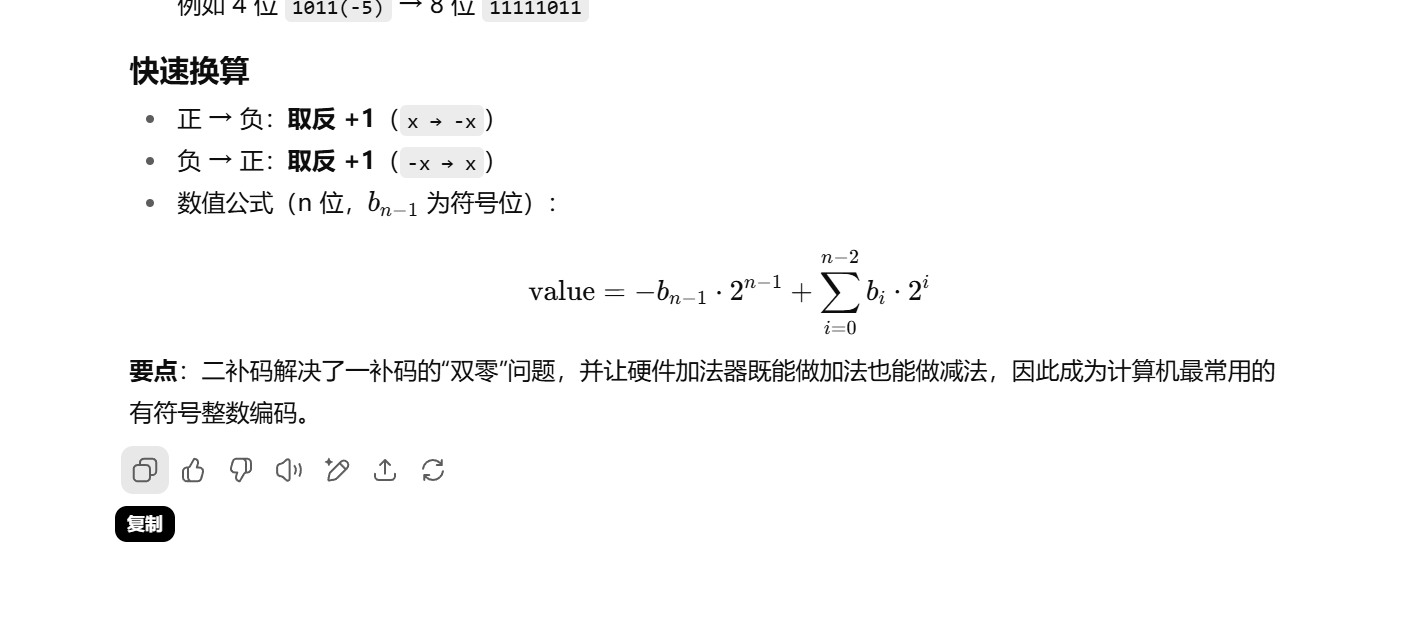 例如 4 位 1011(-5) → 8 位 11111011
快速换算
• 正 → 负：取反 +1（x → -x）
• 负 → 正：取反 +1（-x → x）
• 数值公式（n 位，b_{n-1} 为符号位）：
value = -b_{n-1} · 2^{n-1} + \sum_{i=0}^{n-2} b_i · 2^i
要点：二补码解决了一补码的“双零”问题，并让硬件加法器既能做加法也能做减法，因此成为计算机最常用的
有符号整数编码。
复制